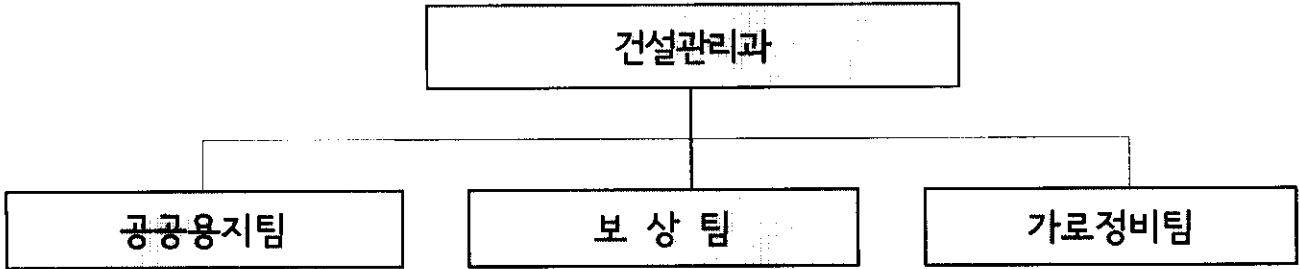 건설관리과
공공용지팀
보 상 팀
가로정비팀